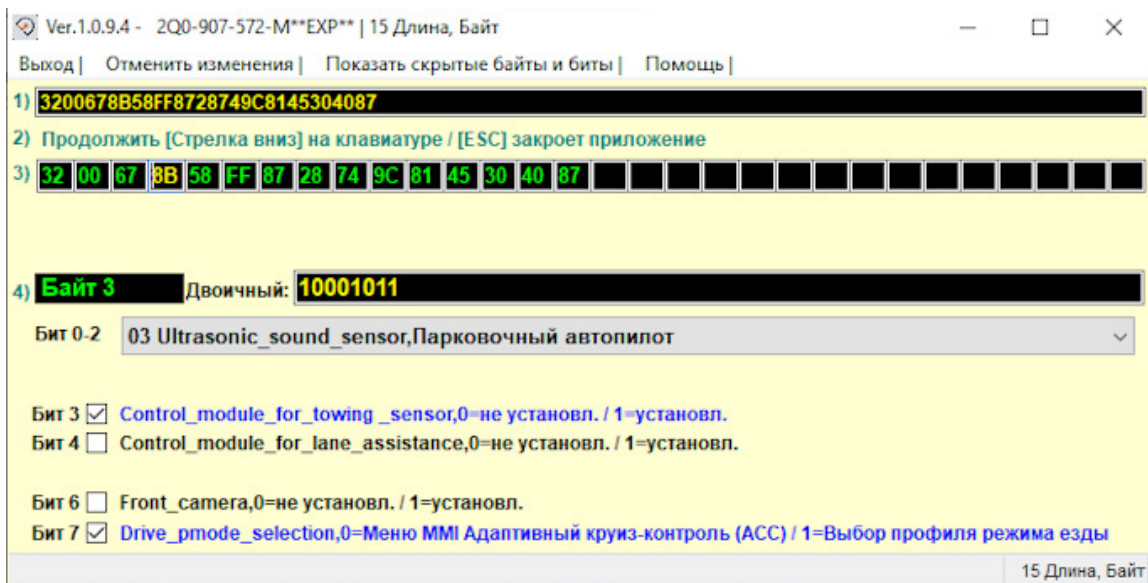 Ver.1.0.9.4 - 2Q0-907-572-M**EXP** | 15 Длина, Байт
Выход | Отменить изменения | Показать скрытые байты и биты | Помощь |
1) 3200678B58FF8728749C8145304087
2) Продолжить [Стрелка вниз] на клавиатуре / [ESC] закроет приложение
3) 32 00 67 8B 58 FF 87 28 74 9C 81 45 30 40 87
4) Байт 3 Двоичный: 10001011
Бит 0-2 03 Ultrasonic_sound_sensor,Парковочный автопилот
Бит 3 Control_module_for_towing _sensor,0=не установл. / 1=установл.
Бит 4 Control_module_for_lane_assistance,0=не установл. / 1=установл.
Бит 6 Front_camera,0=не установл. / 1=установл.
Бит 7 Drive_pmode_selection,0=Меню MMI Адаптивный круиз-контроль (ACC) / 1=Выбор профиля режима езды
15 Длина, Байт